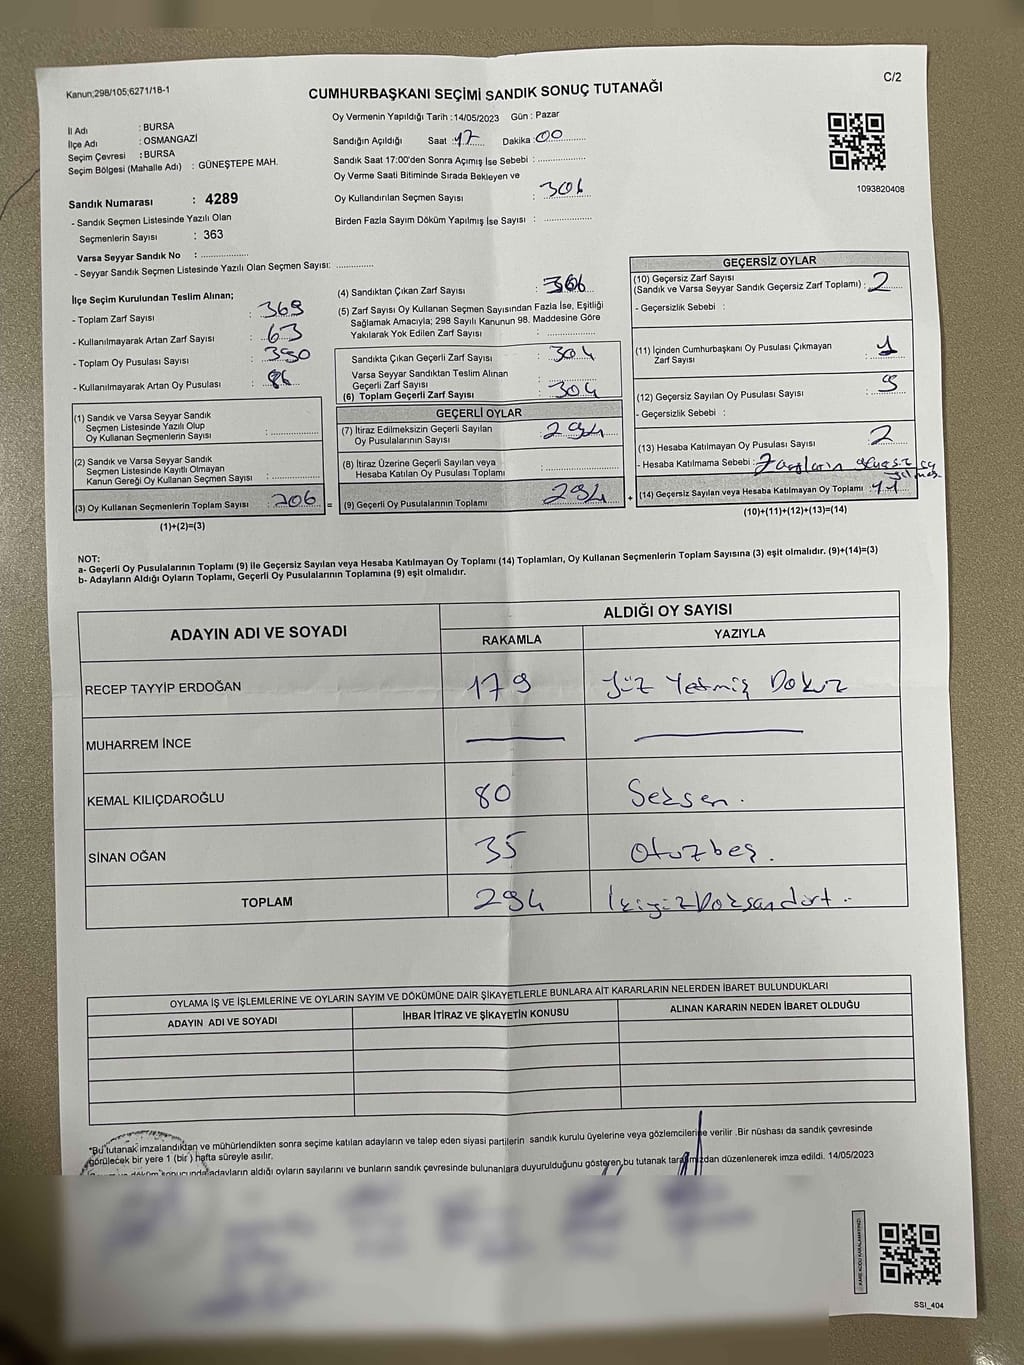 Kanun;298/105;6271/18-1
C/2
CUMHURBAŞKANI SEÇİMİ SANDIK SONUÇ TUTANAĞI
İl Adı : BURSA
İlçe Adı : OSMANGAZİ
Seçim Çevresi : BURSA
Seçim Bölgesi (Mahalle Adı) : GÜNEŞTEPE MAH.
Sandık Numarası : 4289
- Sandık Seçmen Listesinde Yazılı Olan
Seçmenlerin Sayısı : 363
Varsa Seyyar Sandık No : ..................
- Seyyar Sandık Seçmen Listesinde Yazılı Olan Seçmen Sayısı: ..............
Oy Vermenin Yapıldığı Tarih : 14/05/2023 Gün : Pazar
Sandığın Açıldığı Saat : 17 Dakika : 00
Sandık Saat 17:00'den Sonra Açımış İse Sebebi : ..................
Oy Verme Saati Bitiminde Sırada Bekleyen ve
Oy Kullandırılan Seçmen Sayısı : 306
Birden Fazla Sayım Döküm Yapılmış İse Sayısı : ..................
1093820408
İlçe Seçim Kurulundan Teslim Alınan;
- Toplam Zarf Sayısı : 369
- Kullanılmayarak Artan Zarf Sayısı : 63
- Toplam Oy Pusulası Sayısı : 390
- Kullanılmayarak Artan Oy Pusulası : 86
(1) Sandık ve Varsa Seyyar Sandık
Seçmen Listesinde Yazılı Olup
Oy Kullanan Seçmenlerin Sayısı : ..................
(2) Sandık ve Varsa Seyyar Sandık
Seçmen Listesinde Kayıtlı Olmayan
Kanun Gereği Oy Kullanan Seçmen Sayısı : ..................
(3) Oy Kullanan Seçmenlerin Toplam Sayısı : 206 =
(1)+(2)=(3)
(4) Sandıktan Çıkan Zarf Sayısı : 306
(5) Zarf Sayısı Oy Kullanan Seçmen Sayısından Fazla İse, Eşitliği
Sağlamak Amacıyla; 298 Sayılı Kanunun 98. Maddesine Göre
Yakılarak Yok Edilen Zarf Sayısı : ..................
Sandıkta Çıkan Geçerli Zarf Sayısı : 304
Varsa Seyyar Sandıktan Teslim Alınan
Geçerli Zarf Sayısı : ..................
(6) Toplam Geçerli Zarf Sayısı : 304
GEÇERLİ OYLAR
(7) İtiraz Edilmeksizin Geçerli Sayılan
Oy Pusulalarının Sayısı : 294
(8) İtiraz Üzerine Geçerli Sayılan veya
Hesaba Katılan Oy Pusulası Toplamı : ..................
(9) Geçerli Oy Pusulalarının Toplamı : 294 +
GEÇERSİZ OYLAR
(10) Geçersiz Zarf Sayısı
(Sandık ve Varsa Seyyar Sandık Geçersiz Zarf Toplamı) : 2
- Geçersizlik Sebebi :
(11) İçinden Cumhurbaşkanı Oy Pusulası Çıkmayan
Zarf Sayısı : 1
(12) Geçersiz Sayılan Oy Pusulası Sayısı : 9
- Geçersizlik Sebebi :
(13) Hesaba Katılmayan Oy Pusulası Sayısı : 2
- Hesaba Katılmama Sebebi : Zarfların geçersiz
(14) Geçersiz Sayılan veya Hesaba Katılmayan Oy Toplamı : 11
(10)+(11)+(12)+(13)=(14)
NOT:
a- Geçerli Oy Pusulalarının Toplamı (9) ile Geçersiz Sayılan veya Hesaba Katılmayan Oy Toplamı (14) Toplamları, Oy Kullanan Seçmenlerin Toplam Sayısına (3) eşit olmalıdır. (9)+(14)=(3)
b- Adayların Aldığı Oyların Toplamı, Geçerli Oy Pusulalarının Toplamına (9) eşit olmalıdır.
ADAYIN ADI VE SOYADI ALDIĞI OY SAYISI
RAKAMLA YAZIYLA
RECEP TAYYİP ERDOĞAN 179 Yüz Yetmiş Dokuz
MUHARREM İNCE
KEMAL KILIÇDAROĞLU 80 Seksen.
SİNAN OĞAN 35 Otuzbeş.
TOPLAM 294 İkiyüzDoksandört..
OYLAMA İŞ VE İŞLEMLERİNE VE OYLARIN SAYIM VE DÖKÜMÜNE DAİR ŞİKAYETLERLE BUNLARA AİT KARARLARIN NELERDEN İBARET BULUNDUKLARI
ADAYIN ADI VE SOYADI İHBAR İTİRAZ VE ŞİKAYETİN KONUSU ALINAN KARARIN NEDEN İBARET OLDUĞU
*Bu tutanak imzalandıktan ve mühürlendikten sonra seçime katılan adayların ve talep eden siyasi partilerin sandık kurulu üyelerine veya gözlemcilerine verilir .Bir nüshası da sandık çevresinde
görülecek bir yere 1 (bir) hafta süreyle asılır.
döküm sonucunda adayların aldığı oyların sayılarını ve bunların sandık çevresinde bulunanlara duyurulduğunu gösteren,bu tutanak tarafımızdan düzenlenerek imza edildi. 14/05/2023
SSI_404